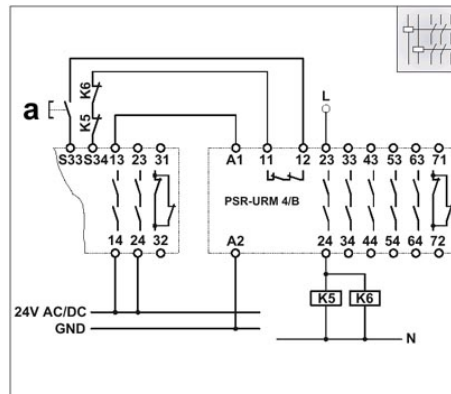 L
K6
a
K5
S33 S34 13 23 31 A1 11 12 23 33 43 53 63 71
PSR-URM 4/B
14 24 32 A2 24 34 44 54 64 72
K5 K6
24V AC/DC
GND
N